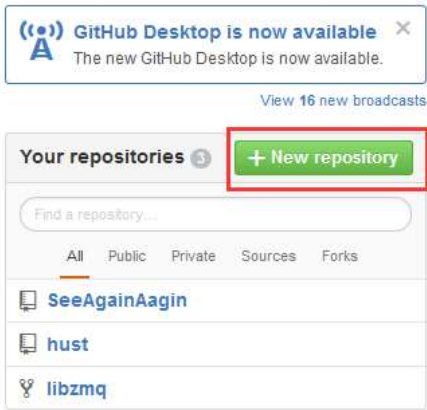 GitHub Desktop is now available ×
The new GitHub Desktop is now available.
View 16 new broadcasts
Your repositories 3 + New repository
Find a repository...
All Public Private Sources Forks
SeeAgainAagin
hust
libzmq